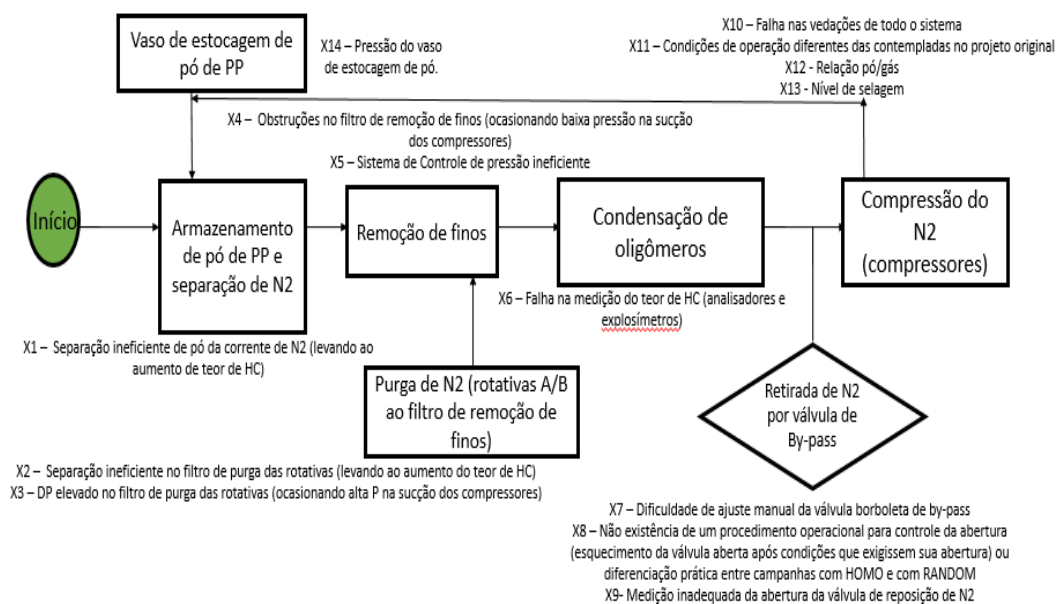 Vaso de estocagem de
pó de PP
X14 – Pressão do vaso
de estocagem de pó.
X10 – Falha nas vedações de todo o sistema
X11 – Condições de operação diferentes das contempladas no projeto original
X12 - Relação pó/gás
X13 - Nível de selagem
X4 – Obstruções no filtro de remoção de finos (ocasionando baixa pressão na sucção
dos compressores)
X5 – Sistema de Controle de pressão ineficiente
Início
Armazenamento
de pó de PP e
separação de N2
Remoção de finos
Condensação de
oligômeros
Compressão do
N2
(compressores)
X6 – Falha na medição do teor de HC (analisadores e
explosímetros)
X1 – Separação ineficiente de pó da corrente de N2 (levando ao
aumento de teor de HC)
Purga de N2 (rotativas A/B
ao filtro de remoção de
finos)
Retirada de N2
por válvula de
By-pass
X2 – Separação ineficiente no filtro de purga das rotativas (levando ao aumento do teor de HC)
X3 – DP elevado no filtro de purga das rotativas (ocasionando alta P na sucção dos compressores)
X7 – Dificuldade de ajuste manual da válvula borboleta de by-pass
X8 – Não existência de um procedimento operacional para controle da abertura
(esquecimento da válvula aberta após condições que exigissem sua abertura) ou
diferenciação prática entre campanhas com HOMO e com RANDOM
X9- Medição inadequada da abertura da válvula de reposição de N2